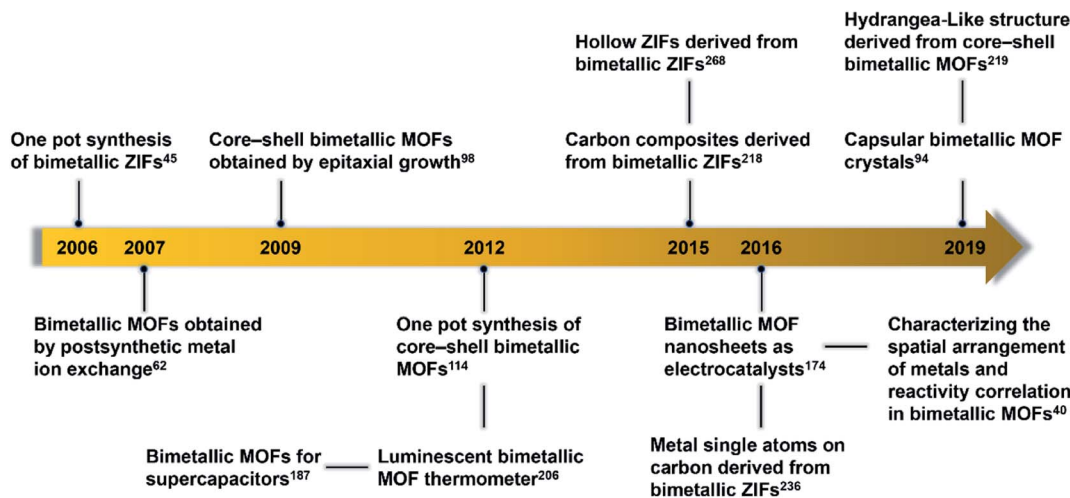 Hydrangea-Like structure
derived from core–shell
bimetallic MOFs219
Hollow ZIFs derived from
bimetallic ZIFs268
One pot synthesis
of bimetallic ZIFs45
Core–shell bimetallic MOFs
obtained by epitaxial growth98
Carbon composites derived
from bimetallic ZIFs218
Capsular bimetallic MOF
crystals94
2006 2007 2009 2012 2015 2016 2019
Bimetallic MOFs obtained
by postsynthetic metal
ion exchange62
One pot synthesis of
core–shell bimetallic
MOFs114
Bimetallic MOF
nanosheets as
electrocatalysts174
Characterizing the
spatial arrangement
of metals and
reactivity correlation
in bimetallic MOFs40
Bimetallic MOFs for
supercapacitors187
Luminescent bimetallic
MOF thermometer206
Metal single atoms on
carbon derived from
bimetallic ZIFs236